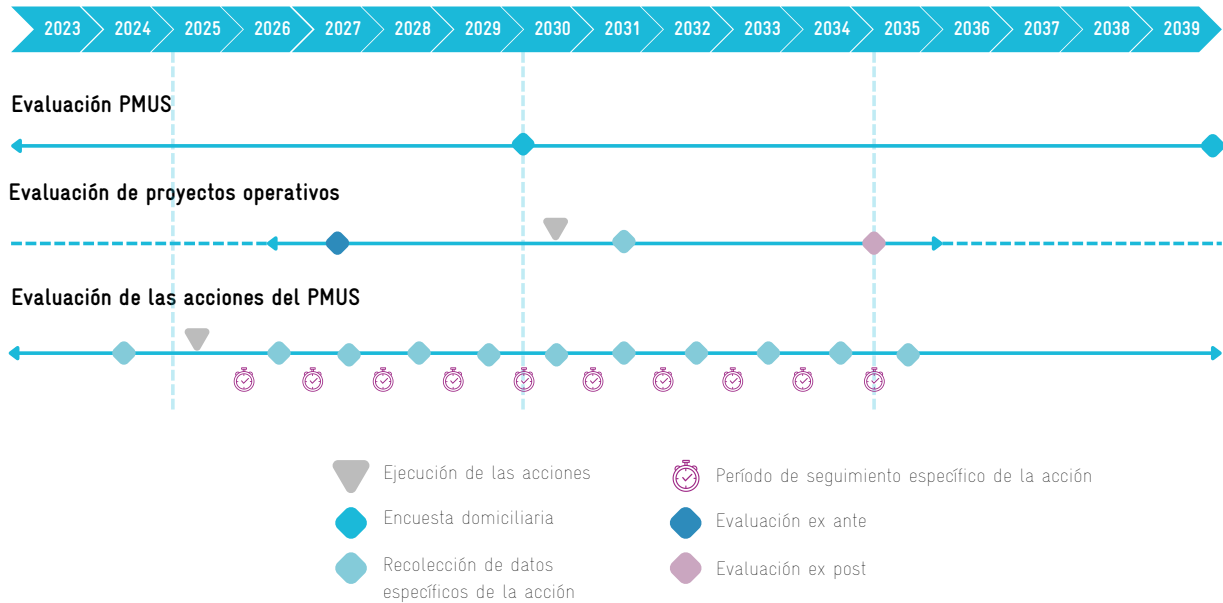 2023 2024 2025 2026 2027 2028 2029 2030 2031 2032 2033 2034 2035 2036 2037 2038 2039
Evaluación PMUS
Evaluación de proyectos operativos
Evaluación de las acciones del PMUS
Ejecución de las acciones
Encuesta domiciliaria
Recolección de datos
específicos de la acción
Período de seguimiento específico de la acción
Evaluación ex ante
Evaluación ex post